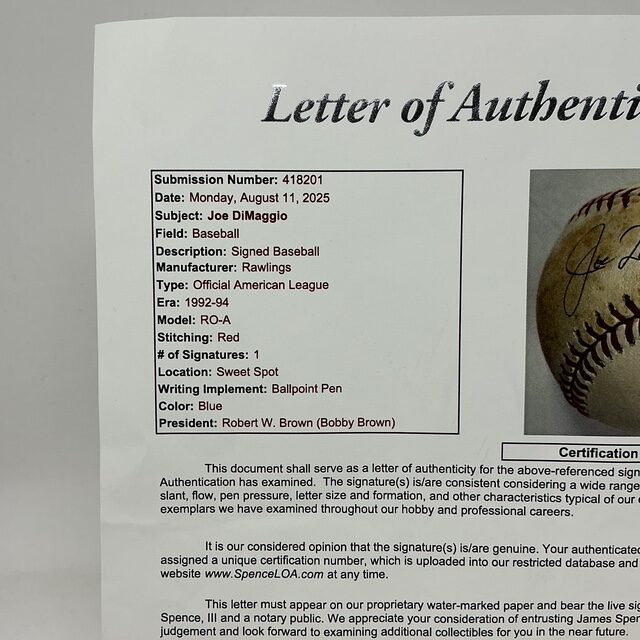 Letter of Authenti
Submission Number: 418201
Date: Monday, August 11, 2025
Subject: Joe DiMaggio
Field: Baseball
Description: Signed Baseball
Manufacturer: Rawlings
Type: Official American League
Era: 1992-94
Model: RO-A
Stitching: Red
# of Signatures: 1
Location: Sweet Spot
Writing Implement: Ballpoint Pen
Color: Blue
President: Robert W. Brown (Bobby Brown)
Joe
Certification
This document shall serve as a letter of authenticity for the above-referenced sign
Authentication has examined. The signature(s) is/are consistent considering a wide range
slant, flow, pen pressure, letter size and formation, and other characteristics typical of our
exemplars we have examined throughout our hobby and professional careers.
It is our considered opinion that the signature(s) is/are genuine. Your authenticated
assigned a unique certification number, which is uploaded into our restricted database and
website www.SpenceLOA.com at any time.
This letter must appear on our proprietary water-marked paper and bear the live sig
Spence, III and a notary public. We appreciate your consideration of entrusting James Spe
judgement and look forward to examining additional collectibles for you in the near future.